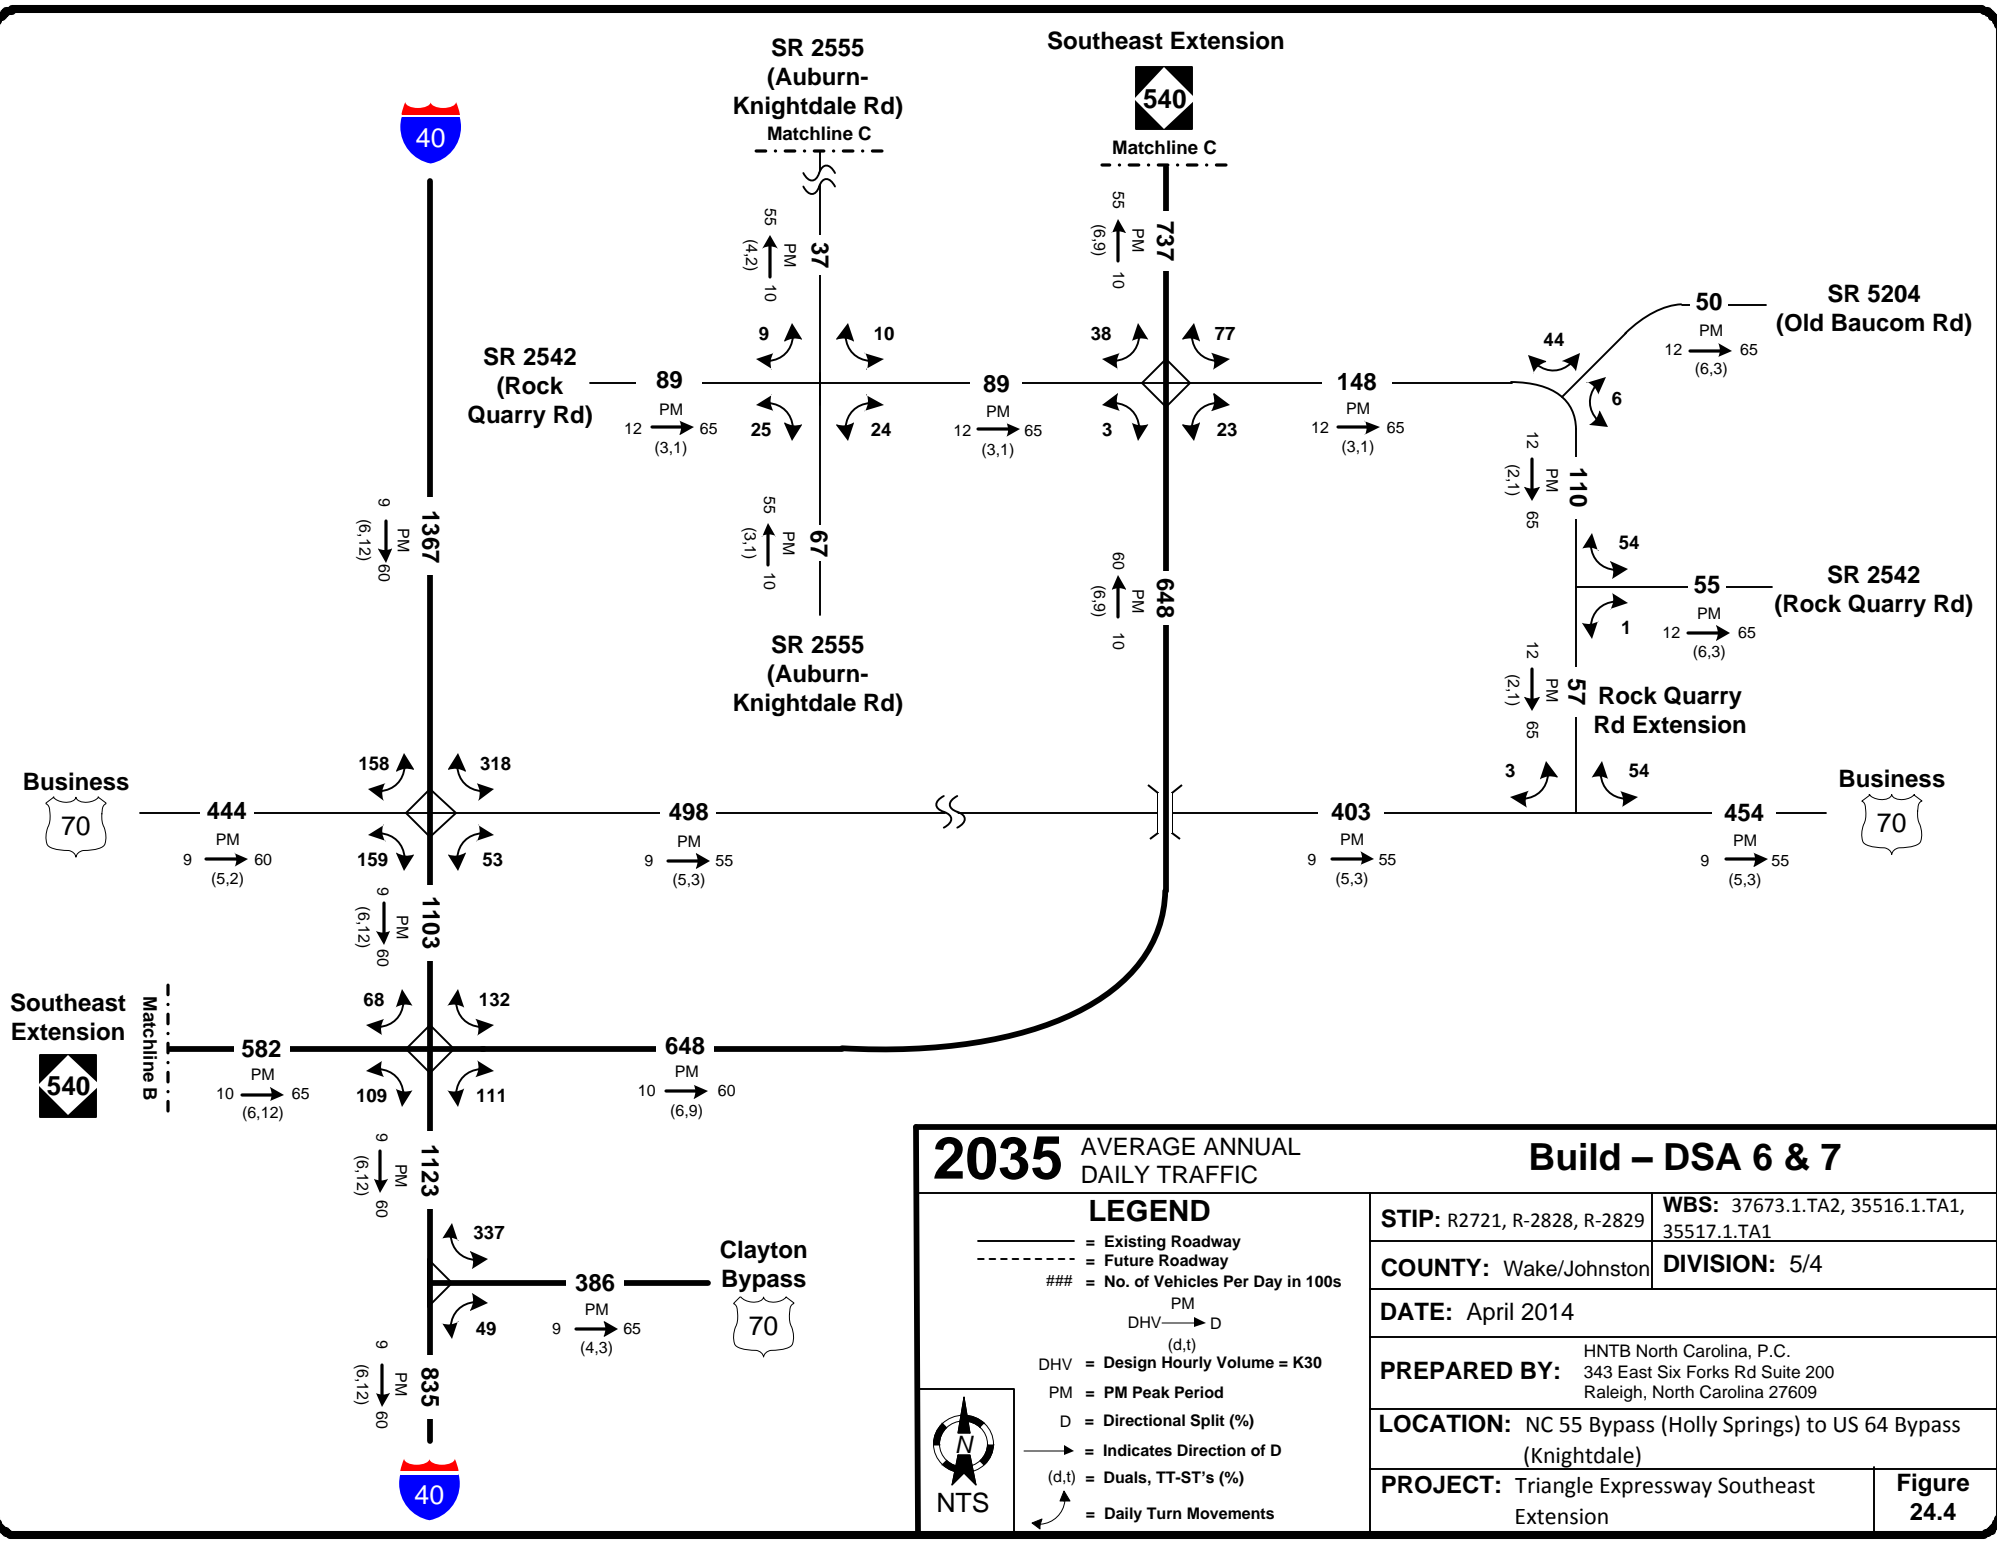 SR 2555
(Auburn-
Knightdale Rd)
Matchline C
Southeast Extension
540
Matchline C
40
55
(4,2)
PM
10
37
55
(6,9)
PM
10
737
9
10
38
77
SR 2542
(Rock
Quarry Rd)
89
PM
12
65
(3,1)
25
24
89
PM
12
65
(3,1)
3
23
148
PM
12
65
(3,1)
44
50
PM
12
65
(6,3)
SR 5204
(Old Baucom Rd)
6
12
(2,1)
PM
65
110
9
(6,12)
PM
60
1367
55
(3,1)
PM
10
67
60
(6,9)
PM
10
648
54
55
PM
12
65
(6,3)
SR 2542
(Rock Quarry Rd)
1
SR 2555
(Auburn-
Knightdale Rd)
12
(2,1)
PM
65
57
Rock Quarry
Rd Extension
Business
70
444
PM
9
60
(5,2)
158
318
159
53
498
PM
9
55
(5,3)
403
PM
9
55
(5,3)
3
54
454
PM
9
55
(5,3)
Business
70
9
(6,12)
PM
60
1103
Southeast
Extension
540
Matchline B
582
PM
10
65
(6,12)
68
132
109
111
648
PM
10
60
(6,9)
9
(6,12)
PM
60
1123
337
49
386
PM
9
65
(4,3)
Clayton
Bypass
70
9
(6,12)
PM
60
835
40
2035 AVERAGE ANNUAL
DAILY TRAFFIC
Build – DSA 6 & 7
LEGEND
= Existing Roadway
= Future Roadway
### = No. of Vehicles Per Day in 100s
PM
DHV D
(d,t)
DHV = Design Hourly Volume = K30
PM = PM Peak Period
D = Directional Split (%)
= Indicates Direction of D
(d,t) = Duals, TT-ST's (%)
= Daily Turn Movements
N
NTS
STIP: R2721, R-2828, R-2829
WBS: 37673.1.TA2, 35516.1.TA1,
35517.1.TA1
COUNTY: Wake/Johnston
DIVISION: 5/4
DATE: April 2014
PREPARED BY: HNTB North Carolina, P.C.
343 East Six Forks Rd Suite 200
Raleigh, North Carolina 27609
LOCATION: NC 55 Bypass (Holly Springs) to US 64 Bypass
(Knightdale)
PROJECT: Triangle Expressway Southeast
Extension
Figure
24.4